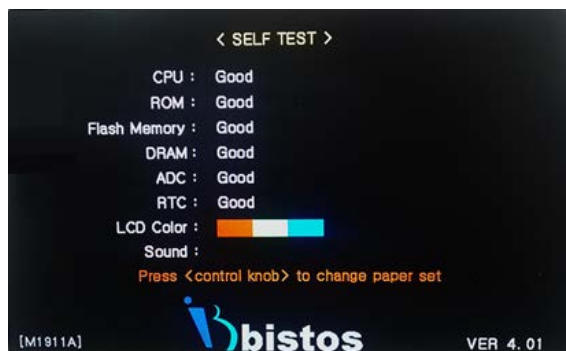 < SELF TEST >
CPU : Good
ROM : Good
Flash Memory : Good
DRAM : Good
ADC : Good
RTC : Good
LCD Color :
Sound :
Press <control knob> to change paper set
bistos
[M1911A]
VER 4.01